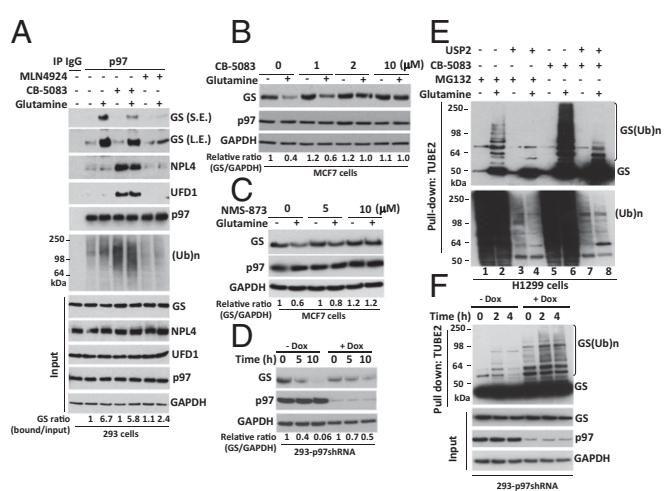 A
IP IgG p97
MLN4924 - - - - - + +
CB-5083 - - - + + - -
Glutamine - - + - + - +
GS (S.E.)
GS (L.E.)
NPL4
UFD1
p97
250
98
64
kDa
(Ub)n
Input
GS
NPL4
UFD1
p97
GAPDH
GS ratio (bound/input) 1 6.7 1 5.8 1.1 2.4
293 cells
B
CB-5083 0 1 2 10 (μM)
Glutamine - + - + - + - +
GS
p97
GAPDH
Relative ratio (GS/GAPDH) 1 0.4 1.2 0.6 1.2 1.0 1.1 1.0
MCF7 cells
C
NMS-873 0 5 10 (μM)
Glutamine - + - + - +
GS
p97
GAPDH
Relative ratio (GS/GAPDH) 1 0.6 1 0.8 1.2 1.2
MCF7 cells
D
- Dox + Dox
Time (h) 0 5 10 0 5 10
GS
p97
GAPDH
Relative ratio (GS/GAPDH) 1 0.4 0.06 1 0.7 0.5
293-p97shRNA
E
USP2 - - + + - - + +
CB-5083 - - - - + + + +
MG132 + + + + - - - -
Glutamine - + - + - + - +
Pull-down: TUBE2
250
98
64
50
kDa
GS(Ub)n
GS
250
98
64
50
(Ub)n
1 2 3 4 5 6 7 8
H1299 cells
F
- Dox + Dox
Time (h) 0 2 4 0 2 4
Pull down: TUBE2
250
98
64
50
kDa
GS(Ub)n
GS
Input
GS
p97
GAPDH
293-p97shRNA